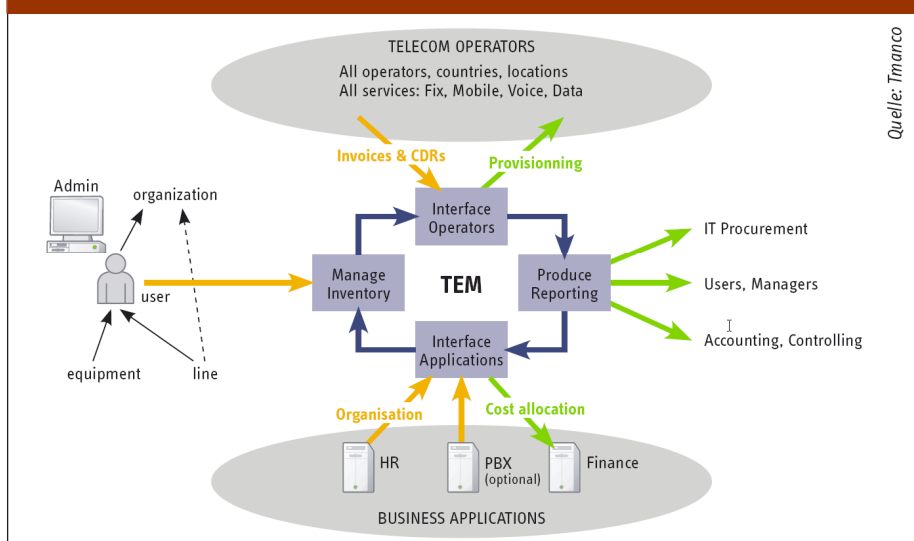 TELECOM OPERATORS
All operators, countries, locations
All services: Fix, Mobile, Voice, Data
Quelle: Tmanco
Invoices & CDRs
Provisionning
Admin
organization
user
equipment
line
Interface
Operators
Manage
Inventory
TEM
Produce
Reporting
Interface
Applications
IT Procurement
Users, Managers
Accounting, Controlling
Organisation
Cost allocation
HR
PBX
(optional)
Finance
BUSINESS APPLICATIONS